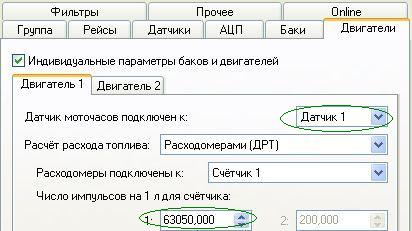 Фильтры Прочее Online
Группа Рейсы Датчики АЦП Баки Двигатели
Индивидуальные параметры баков и двигателей
Двигатель 1 Двигатель 2
Датчик моточасов подключен к: Датчик 1
Расчёт расхода топлива: Расходомерами (ДРТ)
Расходомеры подключены к: Счётчик 1
Число импульсов на 1 л для счётчика:
1: 63050,000 2: 200,000